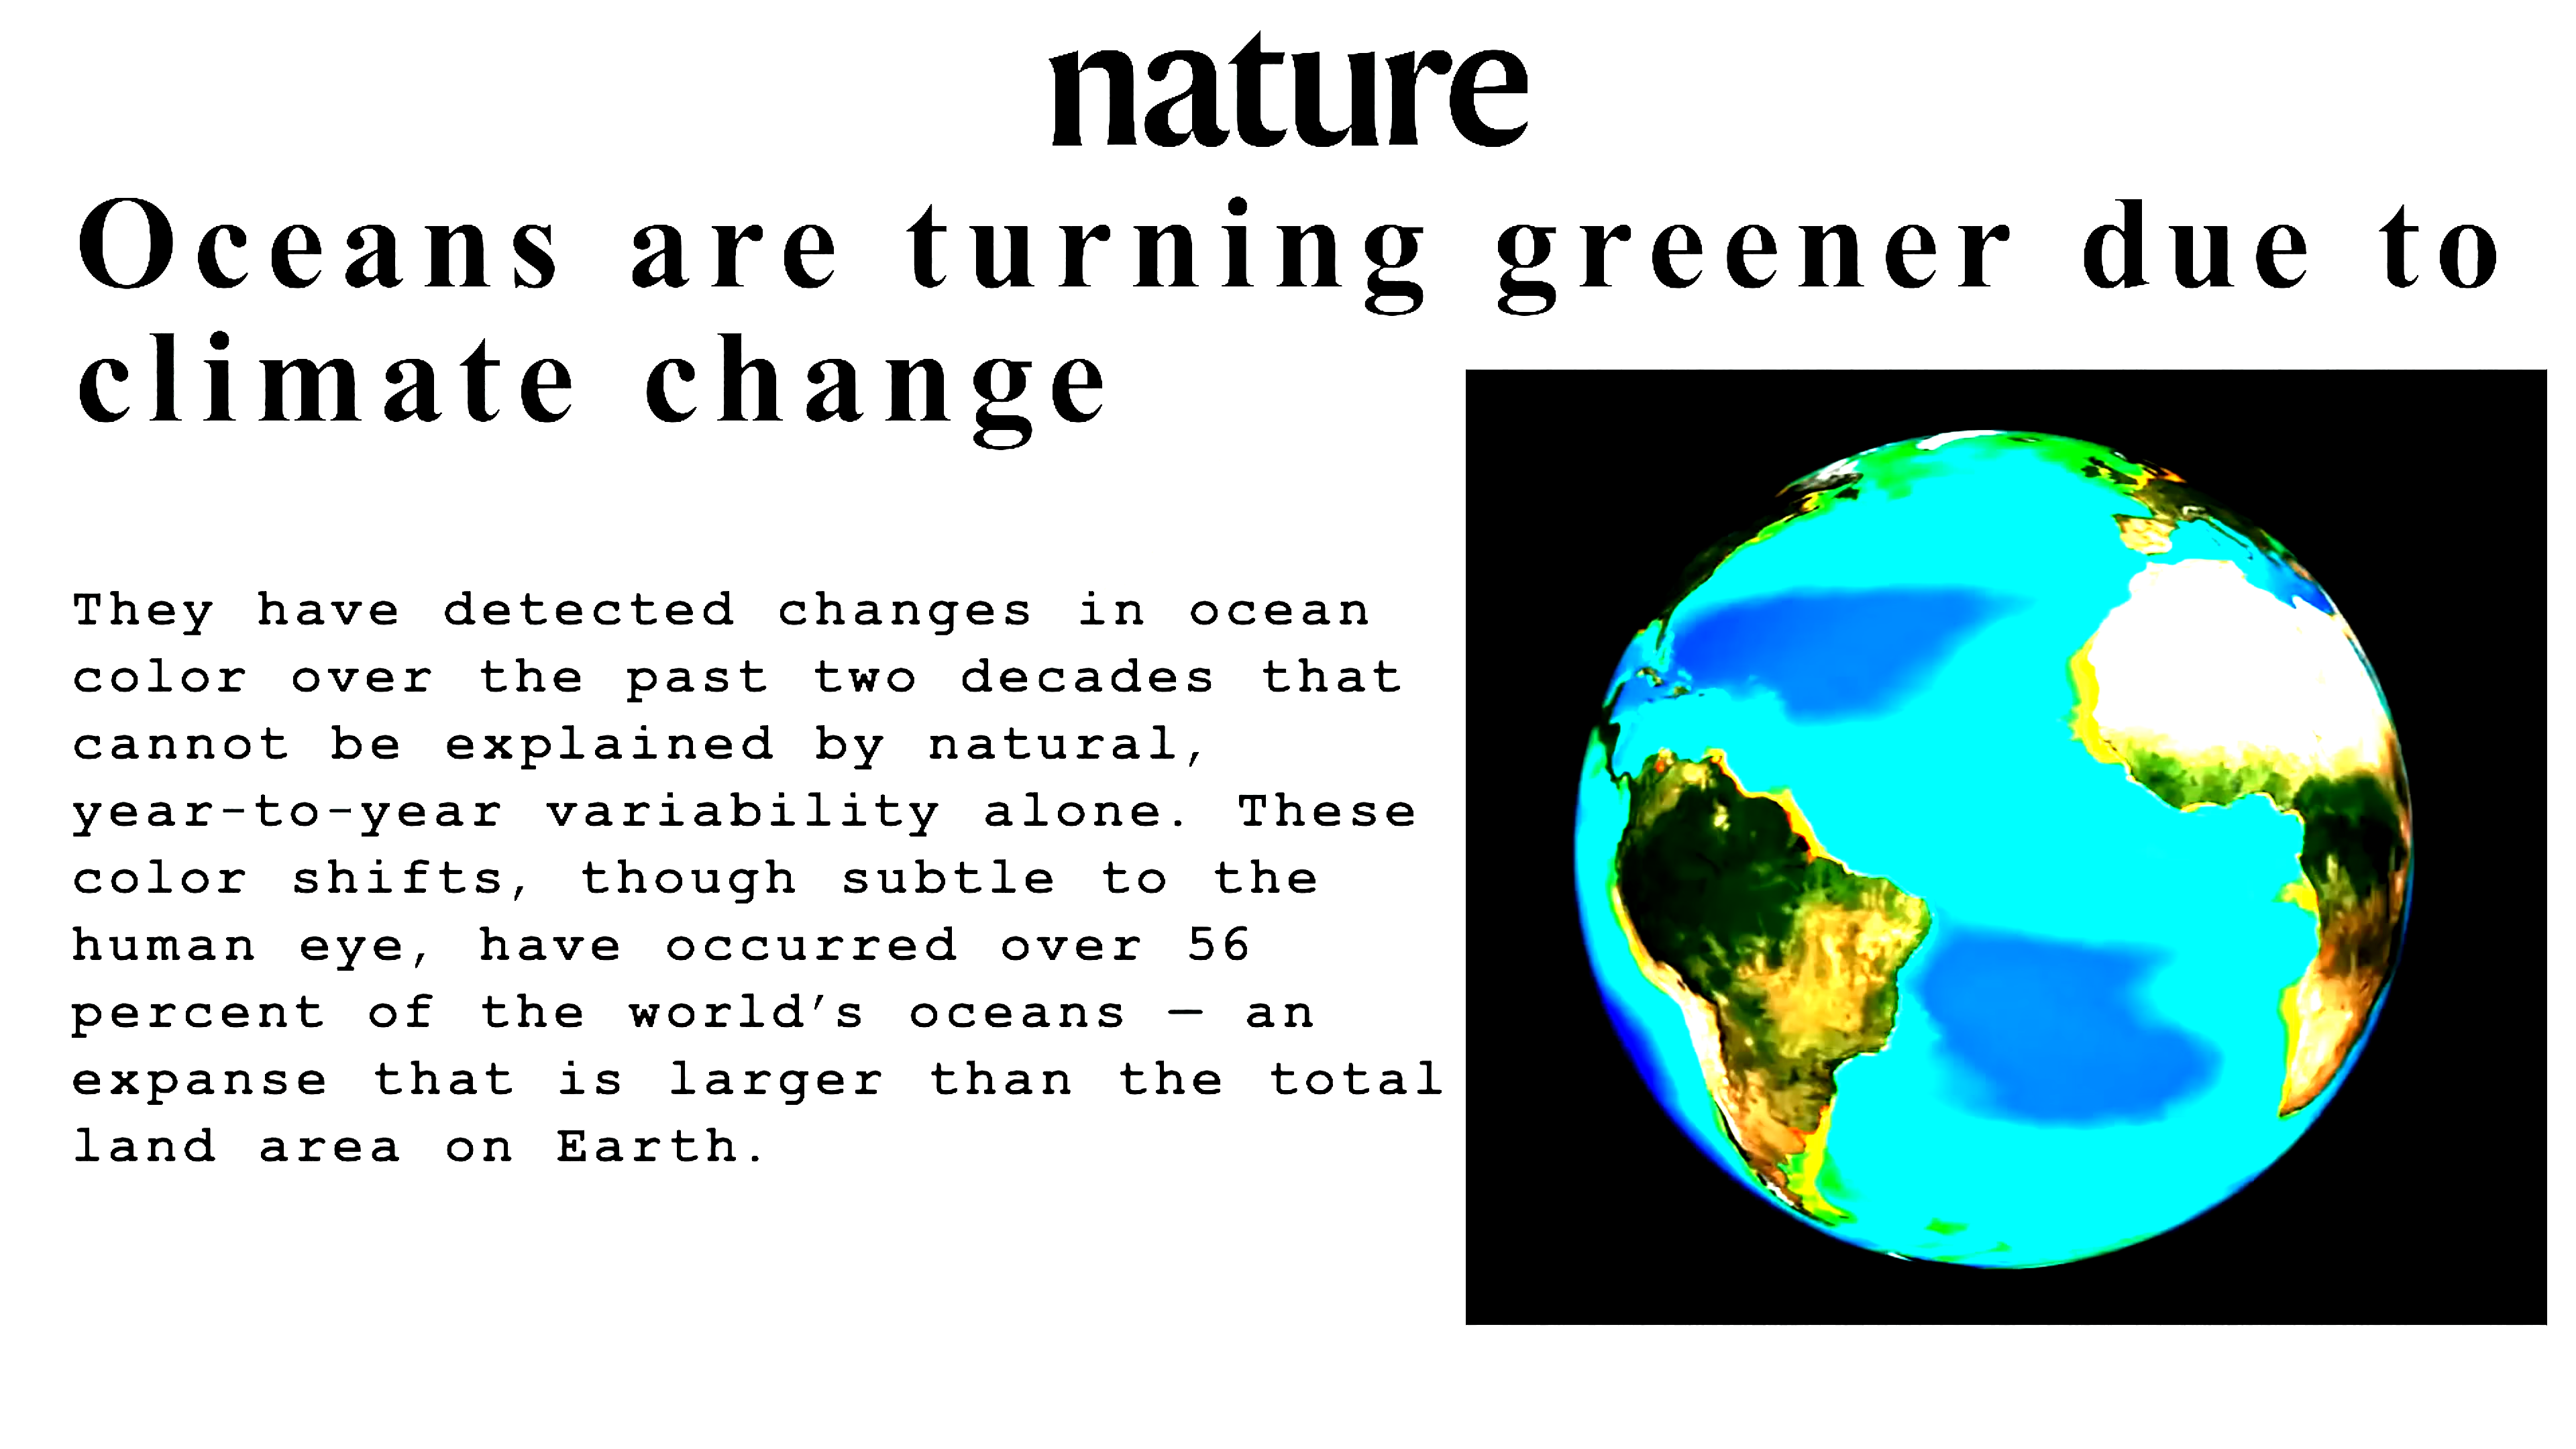 nature
Oceans are turning greener due to
climate change
They have detected changes in ocean
color over the past two decades that
cannot be explained by natural,
year-to-year variability alone. These
color shifts, though subtle to the
human eye, have occurred over 56
percent of the world's oceans — an
expanse that is larger than the total
land area on Earth.